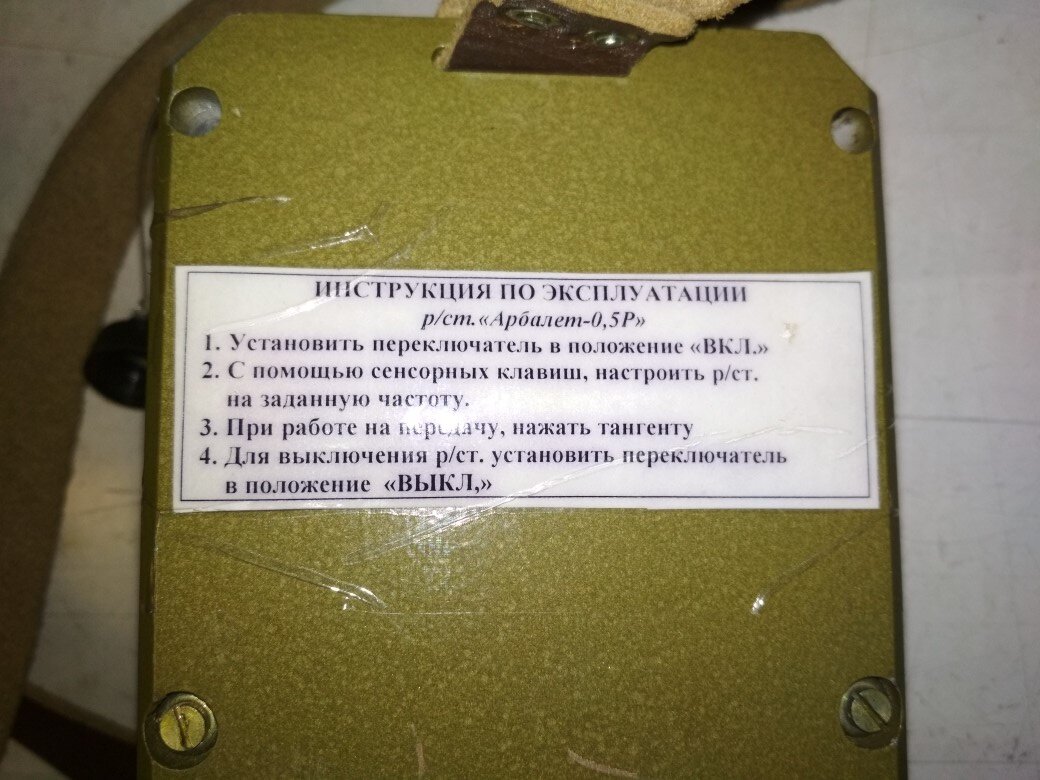 ИНСТРУКЦИЯ ПО ЭКСПЛУАТАЦИИ
р/ст.«Арбалет-0,5Р»
1. Установить переключатель в положение «ВКЛ.»
2. С помощью сенсорных клавиш, настроить р/ст.
на заданную частоту.
3. При работе на передачу, нажать тангенту
4. Для выключения р/ст. установить переключатель
в положение «ВЫКЛ,»